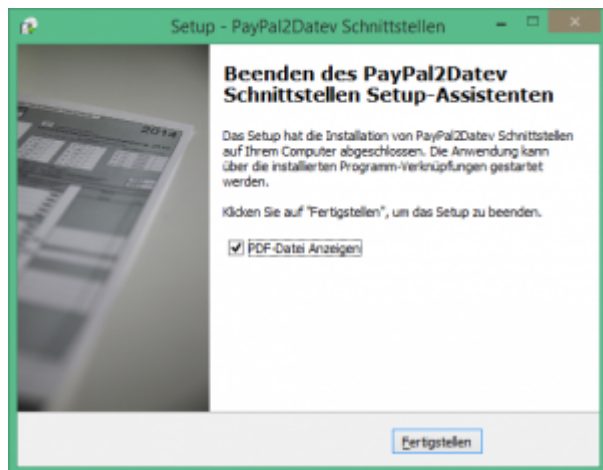 Setup - PayPal2Datev Schnittstellen
2014
Beenden des PayPal2Datev
Schnittstellen Setup-Assistenten
Das Setup hat die Installation von PayPal2Datev Schnittstellen
auf Ihrem Computer abgeschlossen. Die Anwendung kann
über die installierten Programm-Verknüpfungen gestartet
werden.
Klicken Sie auf "Fertigstellen", um das Setup zu beenden.
PDF-Datei Anzeigen
Fertigstellen